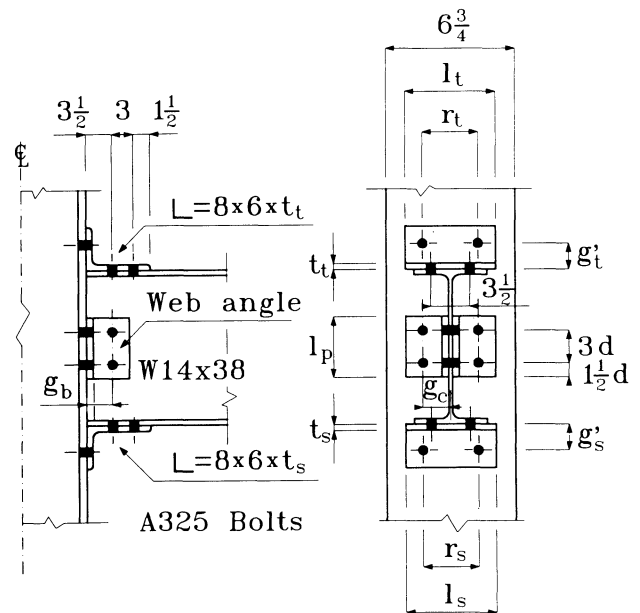 6 3/4
l_t
r_t
3 1/2 3 1 1/2
℄
L=8x6xt_t
t_t
g'_t
3 1/2
Web angle
l_p
3d
W14x38
1 1/2 d
g_b
g_c
t_s
g'_s
L=8x6xt_s
A325 Bolts
r_s
l_s